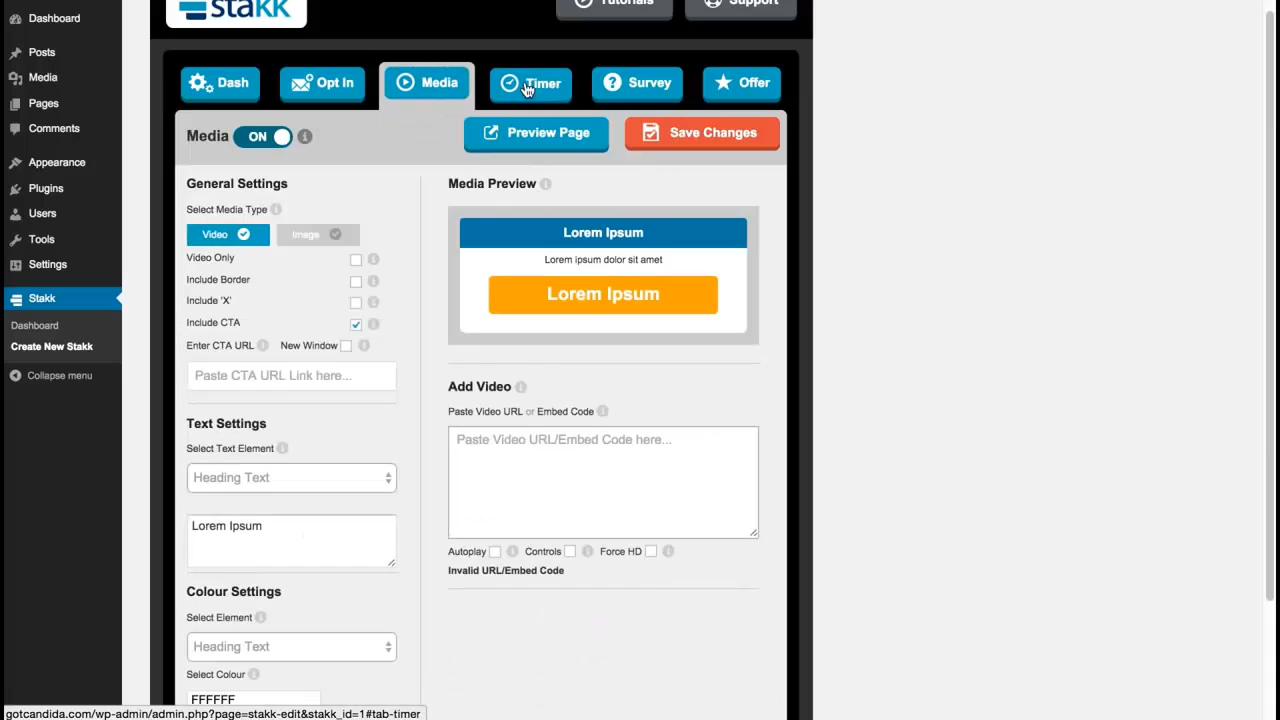 stakk
Tutorials
Support
Dashboard
Posts
Media
Pages
Comments
Appearance
Plugins
Users
Tools
Settings
Stakk
Dashboard
Create New Stakk
Collapse menu
Dash
Opt In
Media
Timer
Survey
Offer
Media ON
Preview Page
Save Changes
General Settings
Select Media Type
Video
Image
Video Only
Include Border
Include 'X'
Include CTA
Enter CTA URL New Window
Paste CTA URL Link here...
Text Settings
Select Text Element
Heading Text
Lorem Ipsum
Colour Settings
Select Element
Heading Text
Select Colour
FFFFFF
Media Preview
Lorem Ipsum
Lorem ipsum dolor sit amet
Lorem Ipsum
Add Video
Paste Video URL or Embed Code
Paste Video URL/Embed Code here...
Autoplay Controls Force HD
Invalid URL/Embed Code
gotcandida.com/wp-admin/admin.php?page=stakk-edit&stakk_id=1#tab-timer